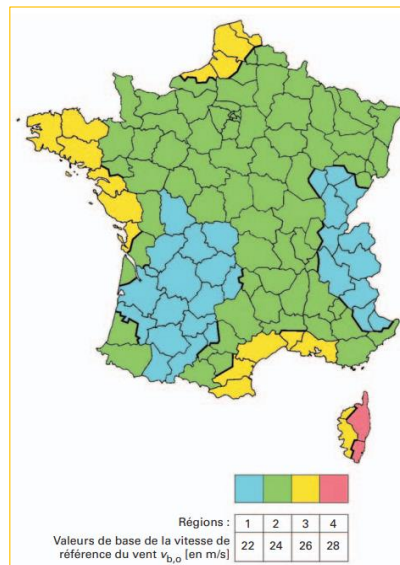 Régions : 1 2 3 4
Valeurs de base de la vitesse de
référence du vent vb,o [en m/s] 22 24 26 28